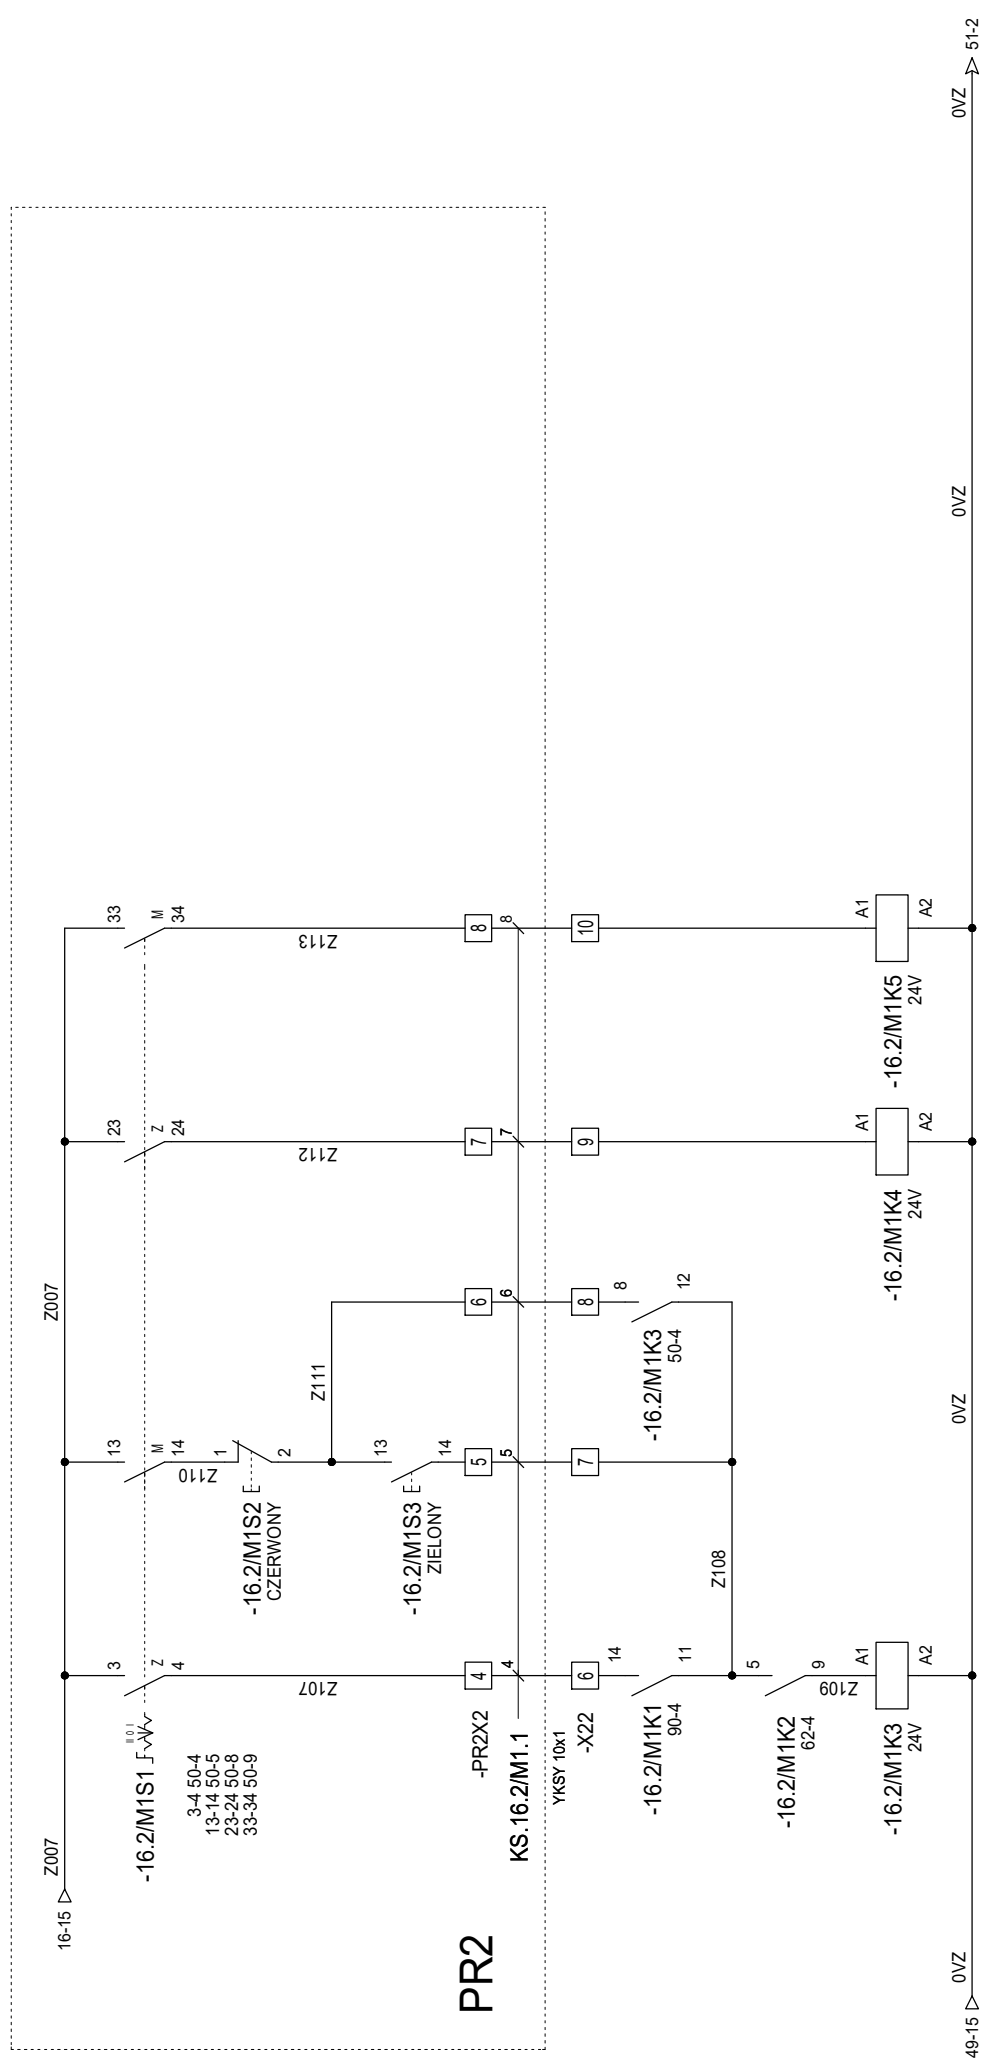 16-15
Z007
Z007
3
Z
4
13
M
14
23
Z
24
33
M
34
-16.2/M1S1
II 0 I
3-4 50-4
13-14 50-5
23-24 50-8
33-34 50-9
Z107
Z110
1
2
-16.2/M1S2
CZERWONY
Z111
13
14
-16.2/M1S3
ZIELONY
Z112
Z113
PR2
-PR2X2
4
5
6
7
8
KS.16.2/M1.1
4
5
6
7
8
YKSY 10x1
-X22
6
7
8
9
10
14
11
-16.2/M1K1
90-4
8
12
-16.2/M1K3
50-4
Z108
5
9
-16.2/M1K2
62-4
Z109
A1
A2
-16.2/M1K3
24V
A1
A2
-16.2/M1K4
24V
A1
A2
-16.2/M1K5
24V
49-15
0VZ
0VZ
0VZ
0VZ
51-2